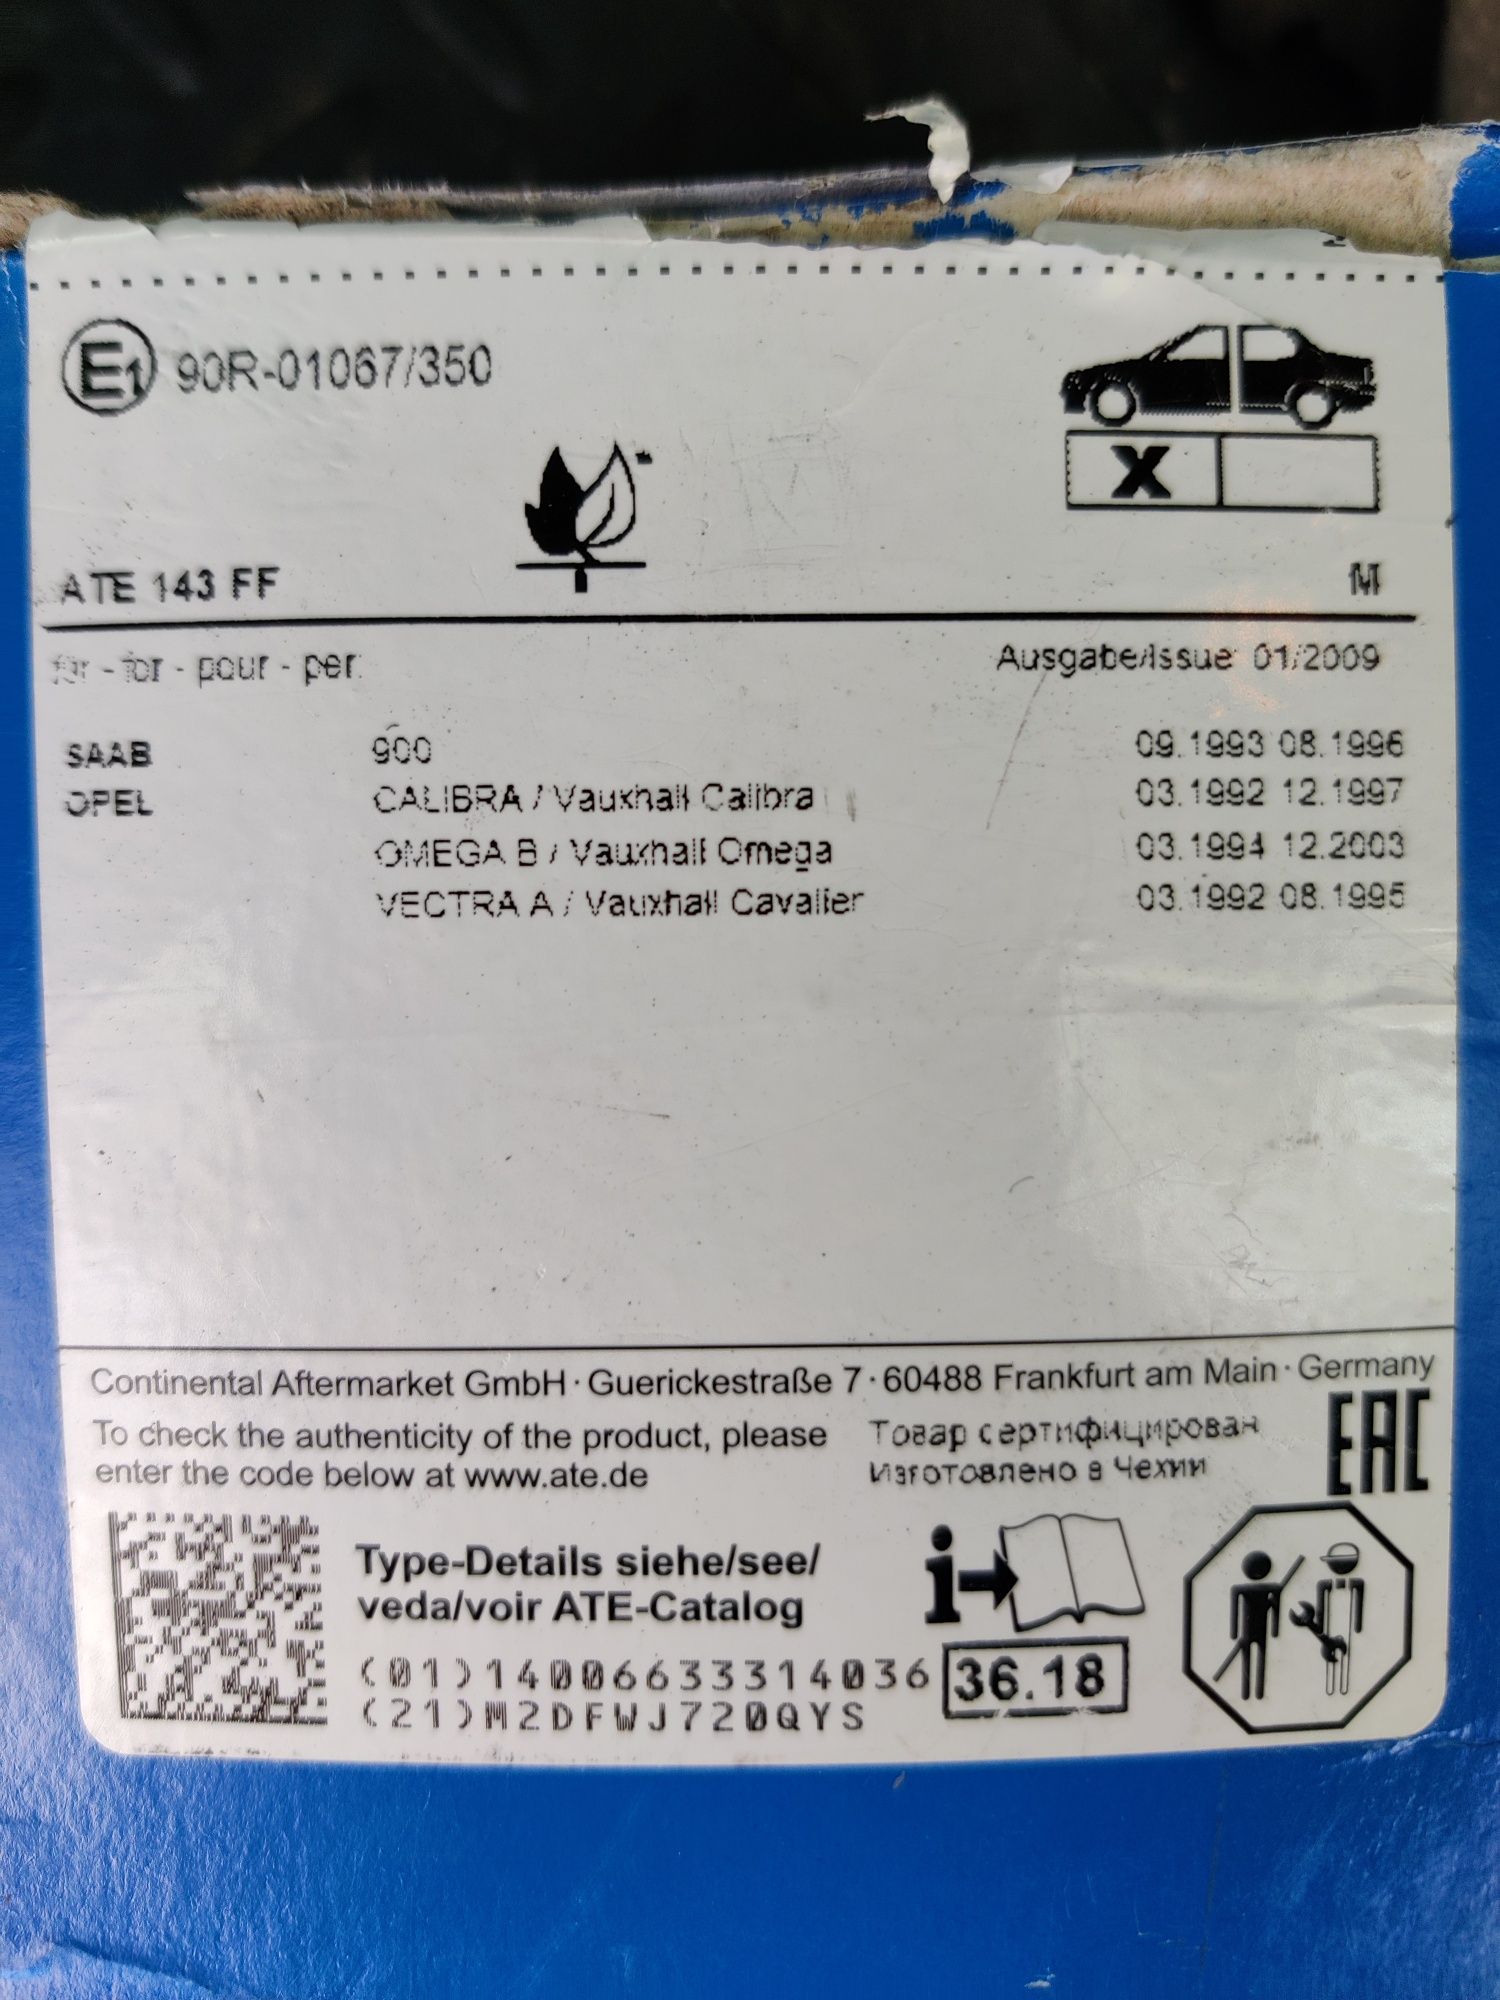 E1 90R-01067/350
X
ATE 143 FF M
für - for - pour - per: Ausgabe/Issue: 01/2009
SAAB 900 09.1993 08.1996
OPEL CALIBRA / Vauxhall Calibra 03.1992 12.1997
OMEGA B / Vauxhall Omega 03.1994 12.2003
VECTRA A / Vauxhall Cavalier 03.1992 08.1995
Continental Aftermarket GmbH · Guerickestraße 7 · 60488 Frankfurt am Main · Germany
To check the authenticity of the product, please
enter the code below at www.ate.de
Товар сертифицирован
Изготовлено в Чехии
EAC
Type-Details siehe/see/
veda/voir ATE-Catalog
i
(01)14006633314036
(21)M2DFWJ720QYS
36.18